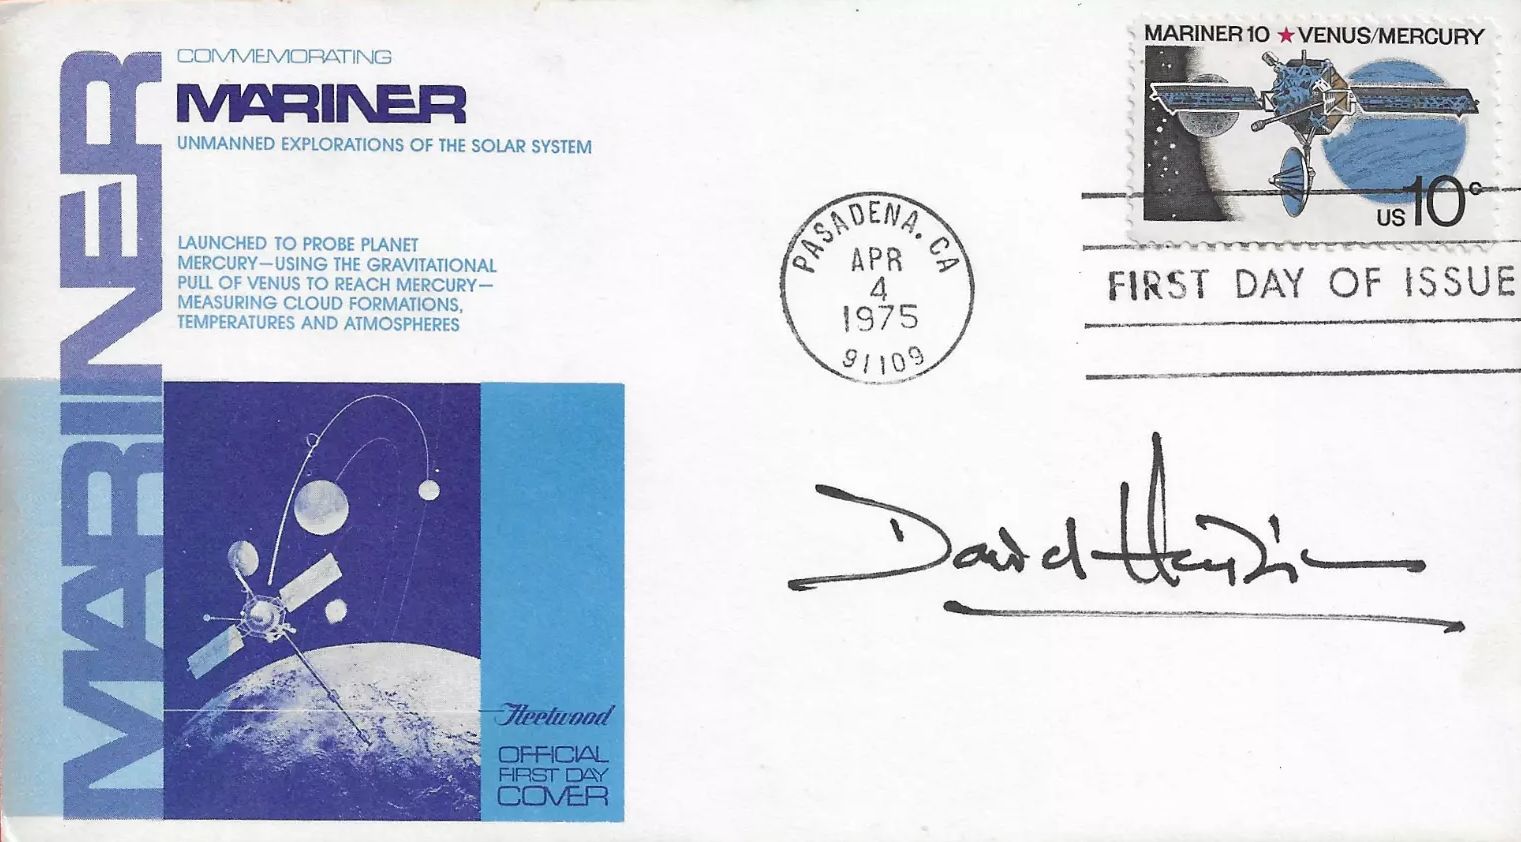 MARINER
COMMEMORATING
MARINER
UNMANNED EXPLORATIONS OF THE SOLAR SYSTEM
LAUNCHED TO PROBE PLANET
MERCURY—USING THE GRAVITATIONAL
PULL OF VENUS TO REACH MERCURY—
MEASURING CLOUD FORMATIONS,
TEMPERATURES AND ATMOSPHERES
Fleetwood
OFFICIAL
FIRST DAY
COVER
MARINER 10 ★ VENUS/MERCURY
US 10c
PASADENA, CA
APR
4
1975
91109
FIRST DAY OF ISSUE
David